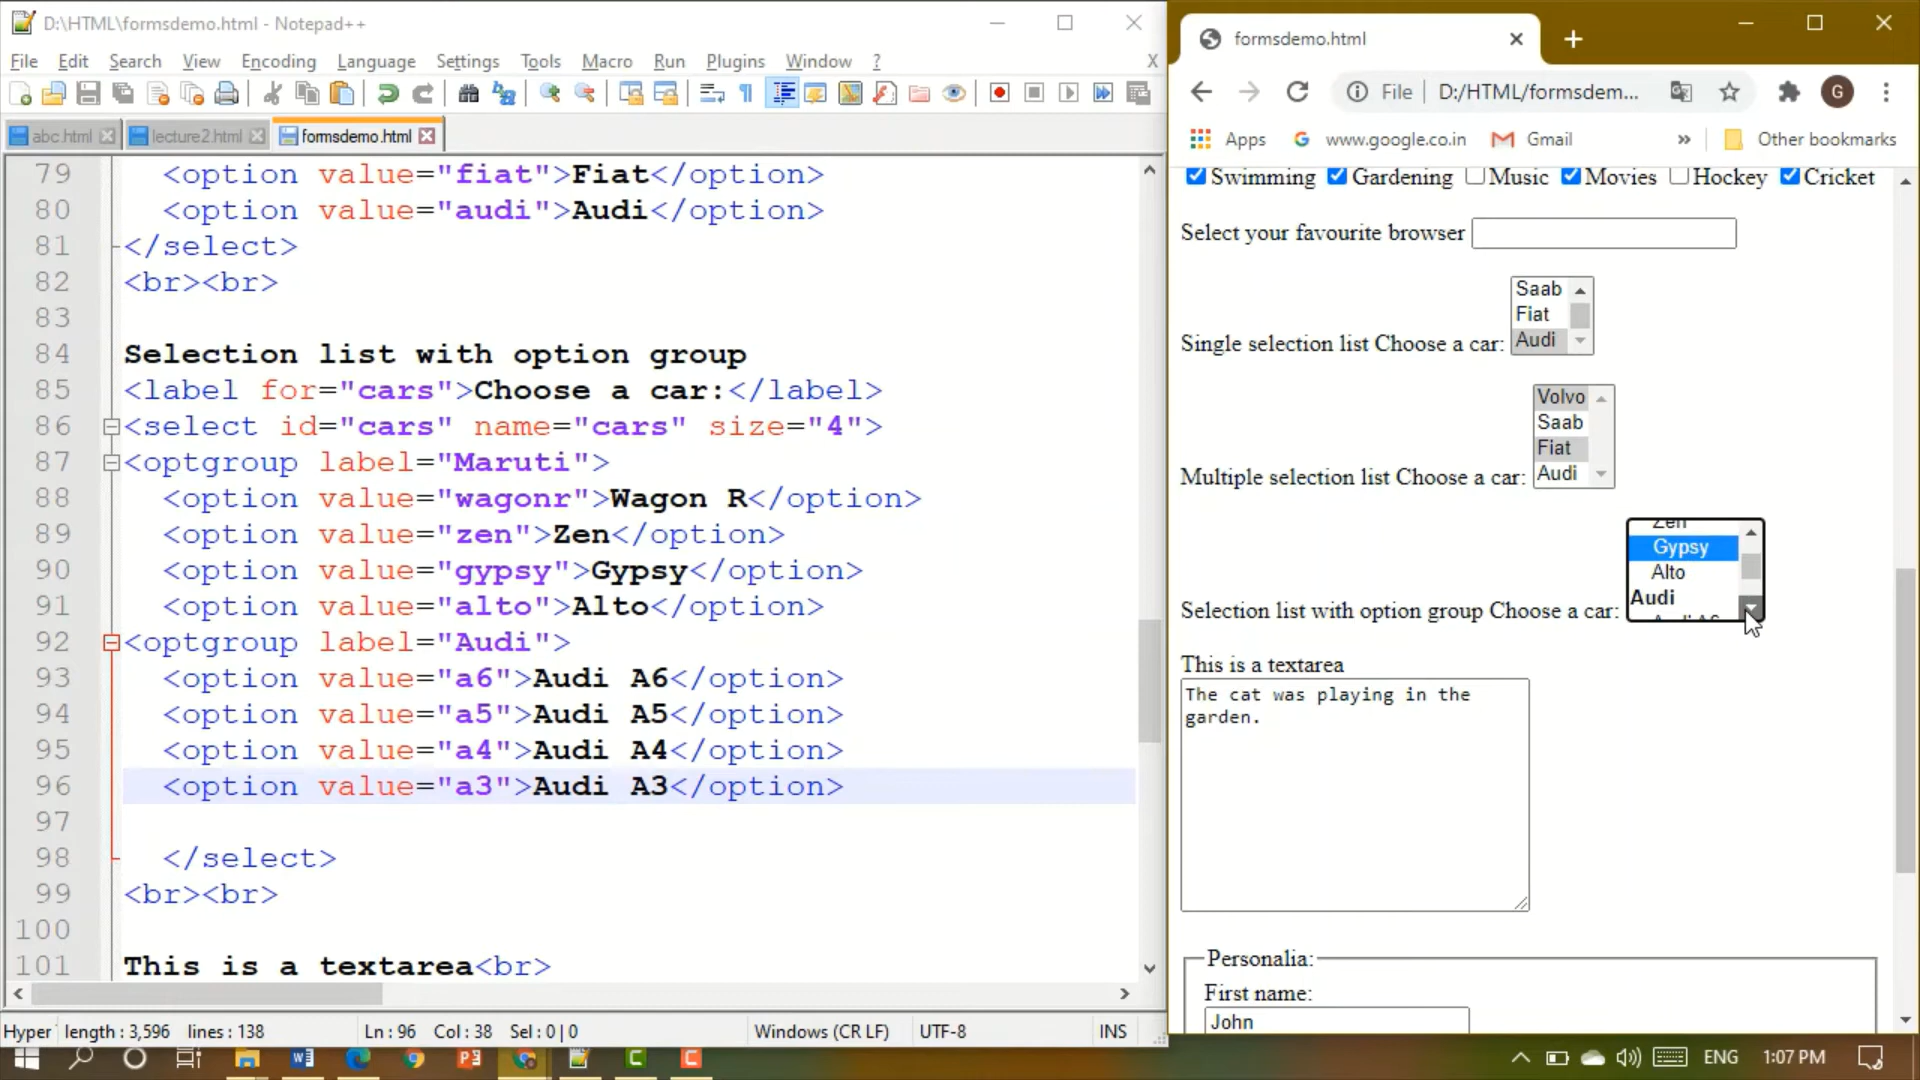 D:\HTML\formsdemo.html - Notepad++
File Edit Search View Encoding Language Settings Tools Macro Run Plugins Window ? X
abc.html lecture2.html formsdemo.html
79 <option value="fiat">Fiat</option>
80 <option value="audi">Audi</option>
81 </select>
82 <br><br>
83
84 Selection list with option group
85 <label for="cars">Choose a car:</label>
86 <select id="cars" name="cars" size="4">
87 <optgroup label="Maruti">
88 <option value="wagonr">Wagon R</option>
89 <option value="zen">Zen</option>
90 <option value="gypsy">Gypsy</option>
91 <option value="alto">Alto</option>
92 <optgroup label="Audi">
93 <option value="a6">Audi A6</option>
94 <option value="a5">Audi A5</option>
95 <option value="a4">Audi A4</option>
96 <option value="a3">Audi A3</option>
97
98 </select>
99 <br><br>
100
101 This is a textarea<br>
Hyper length : 3,596 lines : 138 Ln : 96 Col : 38 Sel : 0 | 0 Windows (CR LF) UTF-8 INS
formsdemo.html
File D:/HTML/formsdem... G
Apps www.google.co.in Gmail » Other bookmarks
Swimming Gardening Music Movies Hockey Cricket
Select your favourite browser
Saab
Fiat
Audi
Single selection list Choose a car:
Volvo
Saab
Fiat
Audi
Multiple selection list Choose a car:
Zen
Gypsy
Alto
Audi
Audi A6
Selection list with option group Choose a car:
This is a textarea
The cat was playing in the
garden.
Personalia:
First name:
John
ENG 1:07 PM